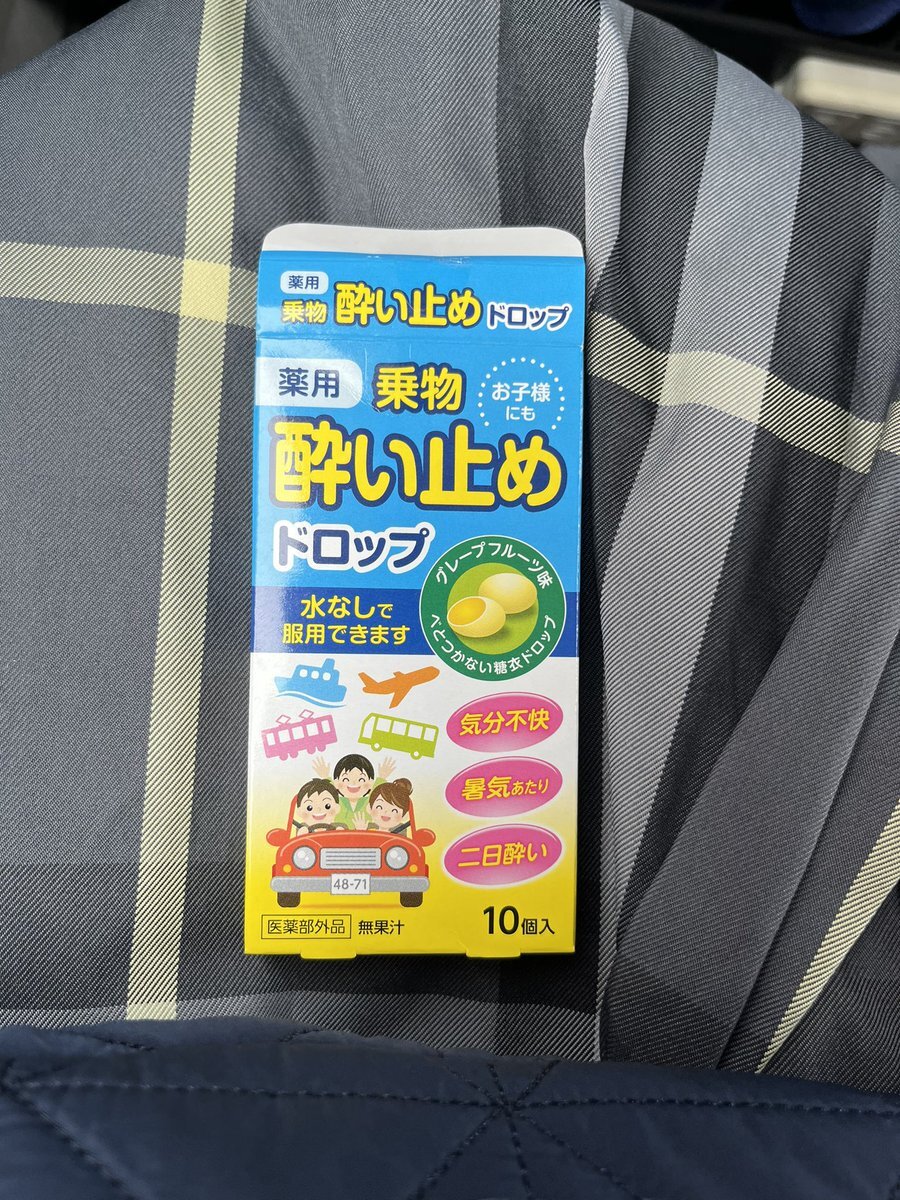 薬用
乗物 酔い止め ドロップ
薬用 乗物
お子様
にも
酔い止め
ドロップ
グレープフルーツ味
べとつかない糖衣ドロップ
水なしで
服用できます
気分不快
暑気あたり
二日酔い
48-71
医薬部外品 無果汁 10個入